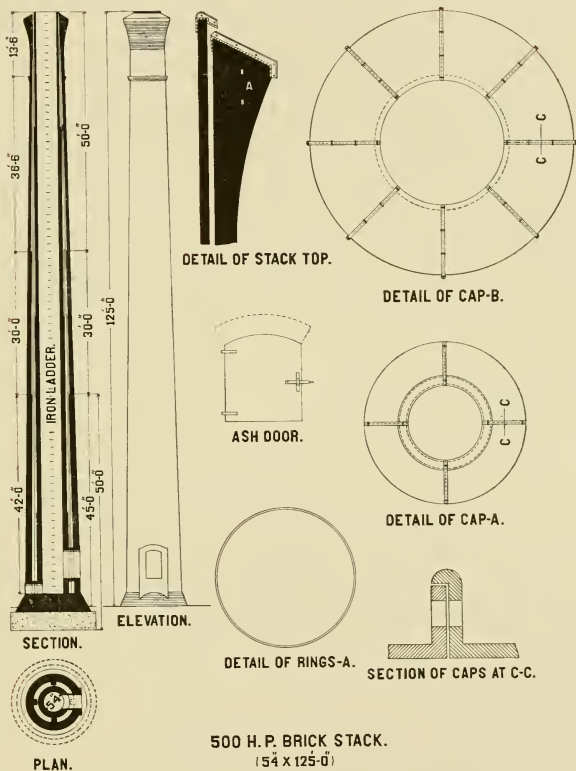 13'-6"
36'-6"
30'-0"
42'-0"
IRON LADDER.
50'-0"
30'-0"
45'-0"
50'-0"
SECTION.
125'-0"
ELEVATION.
A
DETAIL OF STACK TOP.
C
C
DETAIL OF CAP-B.
ASH DOOR.
C
C
DETAIL OF CAP-A.
DETAIL OF RINGS-A.
SECTION OF CAPS AT C-C.
54"
PLAN.
500 H.P. BRICK STACK.
(54" X 125'-0")